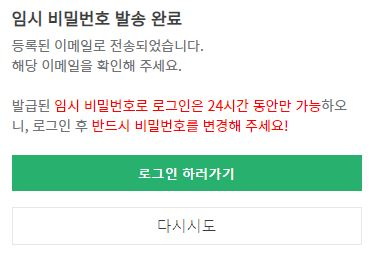 임시 비밀번호 발송 완료
등록된 이메일로 전송되었습니다.
해당 이메일을 확인해 주세요.
발급된 임시 비밀번호로 로그인은 24시간 동안만 가능하오
니, 로그인 후 반드시 비밀번호를 변경해 주세요!
로그인 하러가기
다시시도